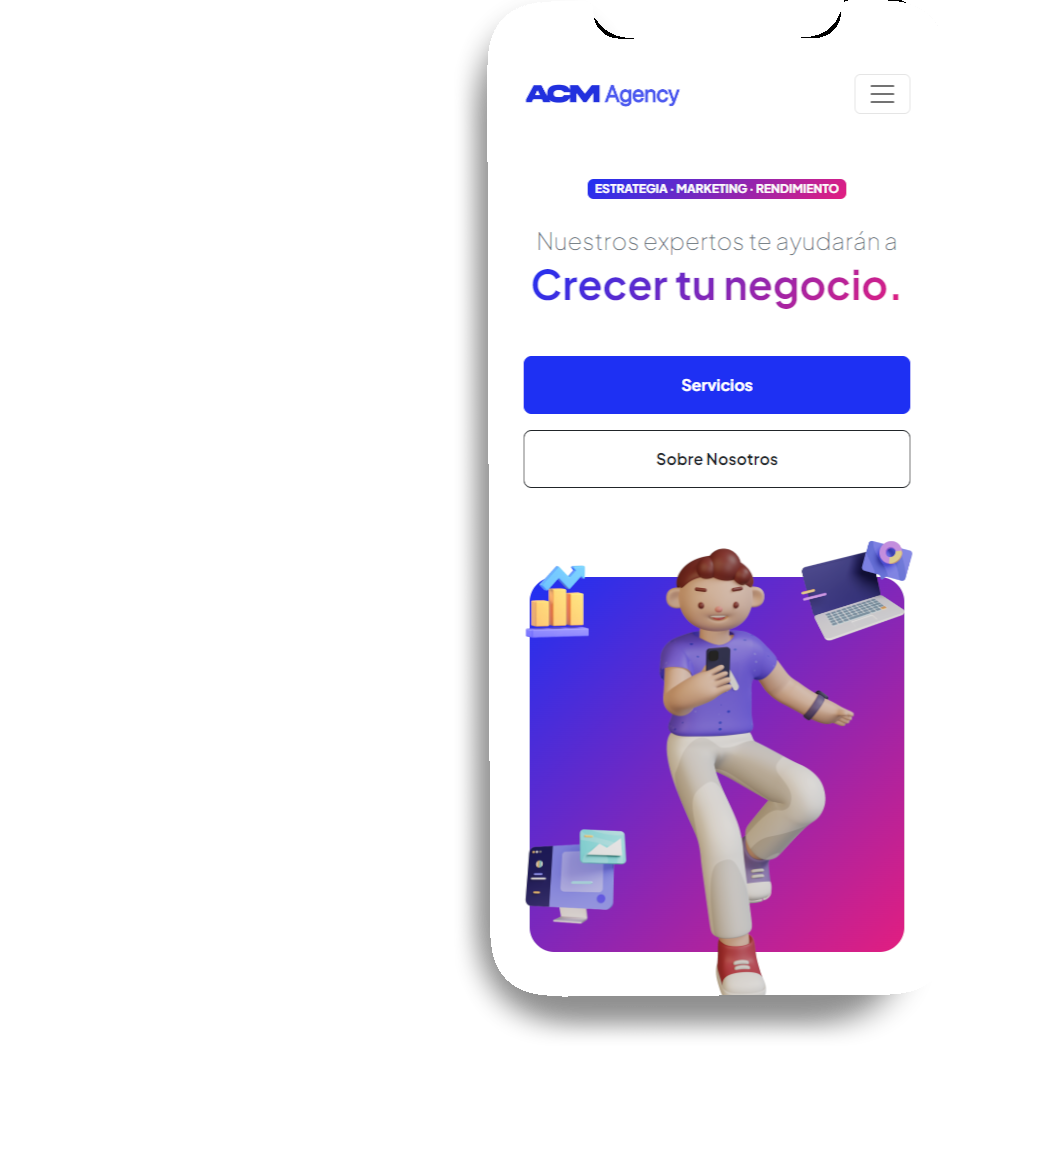 ACM Agency
ESTRATEGIA · MARKETING · RENDIMIENTO
Nuestros expertos te ayudarán a
Crecer tu negocio.
Servicios
Sobre Nosotros